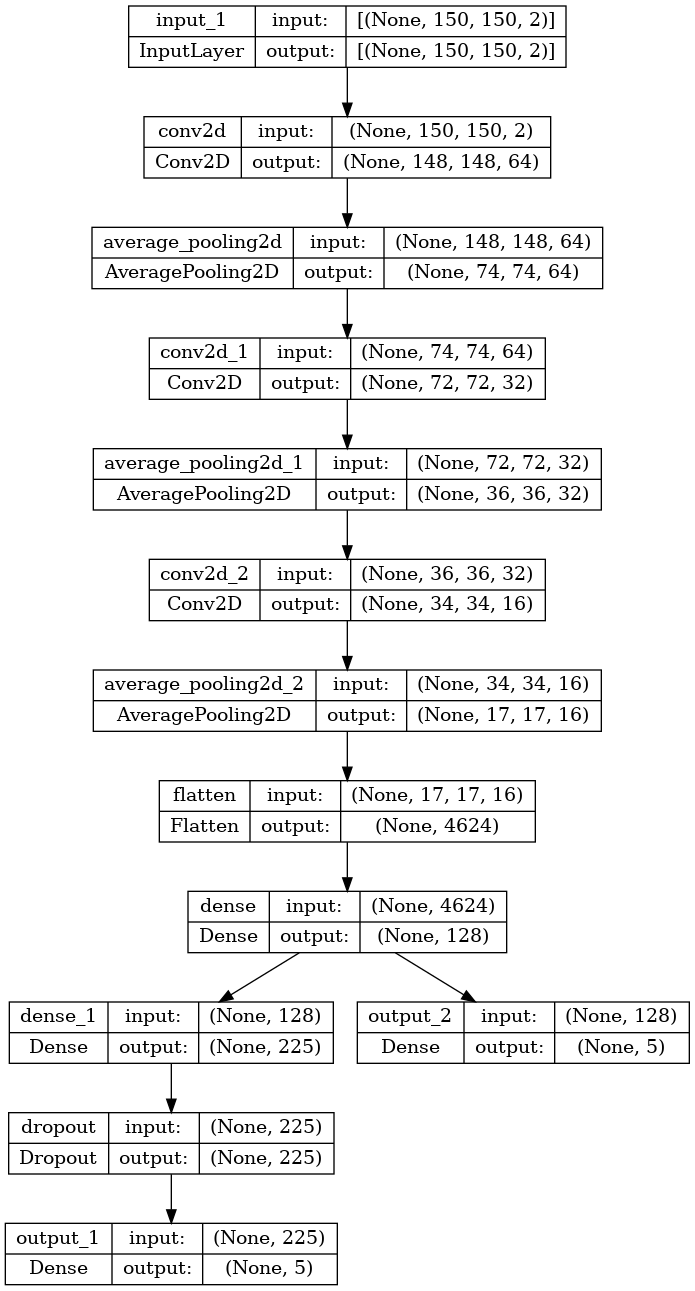 input_1 input: [(None, 150, 150, 2)]
InputLayer output: [(None, 150, 150, 2)]
conv2d input: (None, 150, 150, 2)
Conv2D output: (None, 148, 148, 64)
average_pooling2d input: (None, 148, 148, 64)
AveragePooling2D output: (None, 74, 74, 64)
conv2d_1 input: (None, 74, 74, 64)
Conv2D output: (None, 72, 72, 32)
average_pooling2d_1 input: (None, 72, 72, 32)
AveragePooling2D output: (None, 36, 36, 32)
conv2d_2 input: (None, 36, 36, 32)
Conv2D output: (None, 34, 34, 16)
average_pooling2d_2 input: (None, 34, 34, 16)
AveragePooling2D output: (None, 17, 17, 16)
flatten input: (None, 17, 17, 16)
Flatten output: (None, 4624)
dense input: (None, 4624)
Dense output: (None, 128)
dense_1 input: (None, 128)
Dense output: (None, 225)
output_2 input: (None, 128)
Dense output: (None, 5)
dropout input: (None, 225)
Dropout output: (None, 225)
output_1 input: (None, 225)
Dense output: (None, 5)